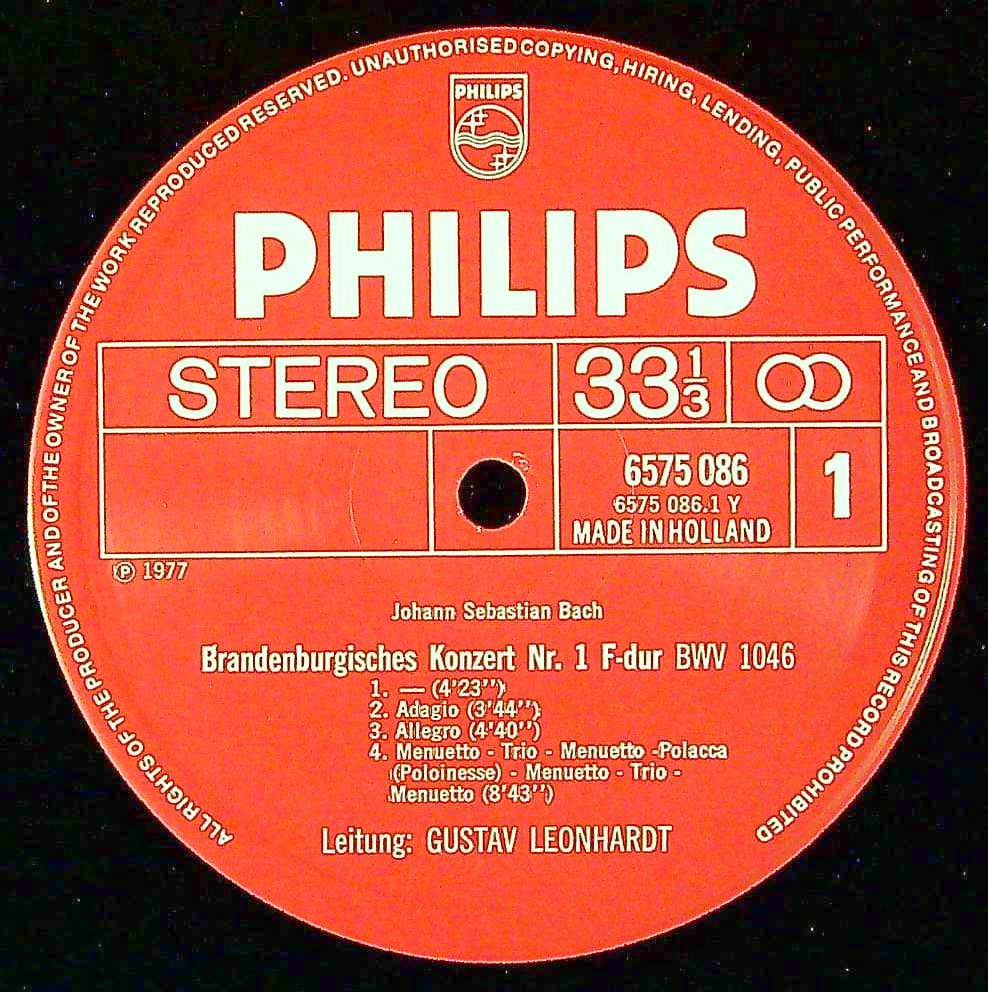 ALL RIGHTS OF THE PRODUCER AND OF THE OWNER OF THE WORK REPRODUCED RESERVED. UNAUTHORISED COPYING, HIRING, LENDING, PUBLIC PERFORMANCE AND BROADCASTING OF THIS RECORD PROHIBITED
PHILIPS
PHILIPS
STEREO
33 1/3
6575 086
6575 086.1 Y
MADE IN HOLLAND
1
℗ 1977
Johann Sebastian Bach
Brandenburgisches Konzert Nr. 1 F-dur BWV 1046
1. — (4'23'')
2. Adagio (3'44'')
3. Allegro (4'40'')
4. Menuetto - Trio - Menuetto -Polacca
(Poloinesse) - Menuetto - Trio -
Menuetto (8'43'')
Leitung: GUSTAV LEONHARDT